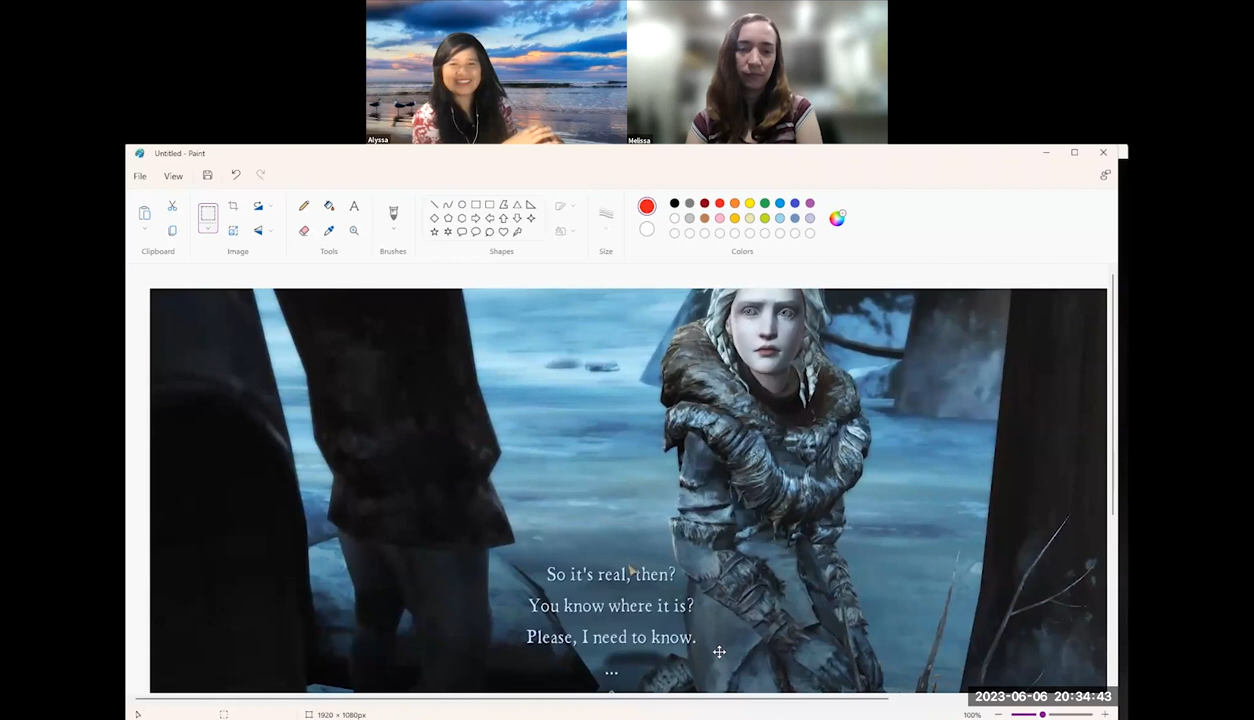 Alyssa
Melissa
Untitled - Paint
File View
Clipboard
Image
Tools
Brushes
Shapes
Size
Colors
So it's real, then?
You know where it is?
Please, I need to know.
...
2023-06-06 20:34:43
1920 × 1080px
100%